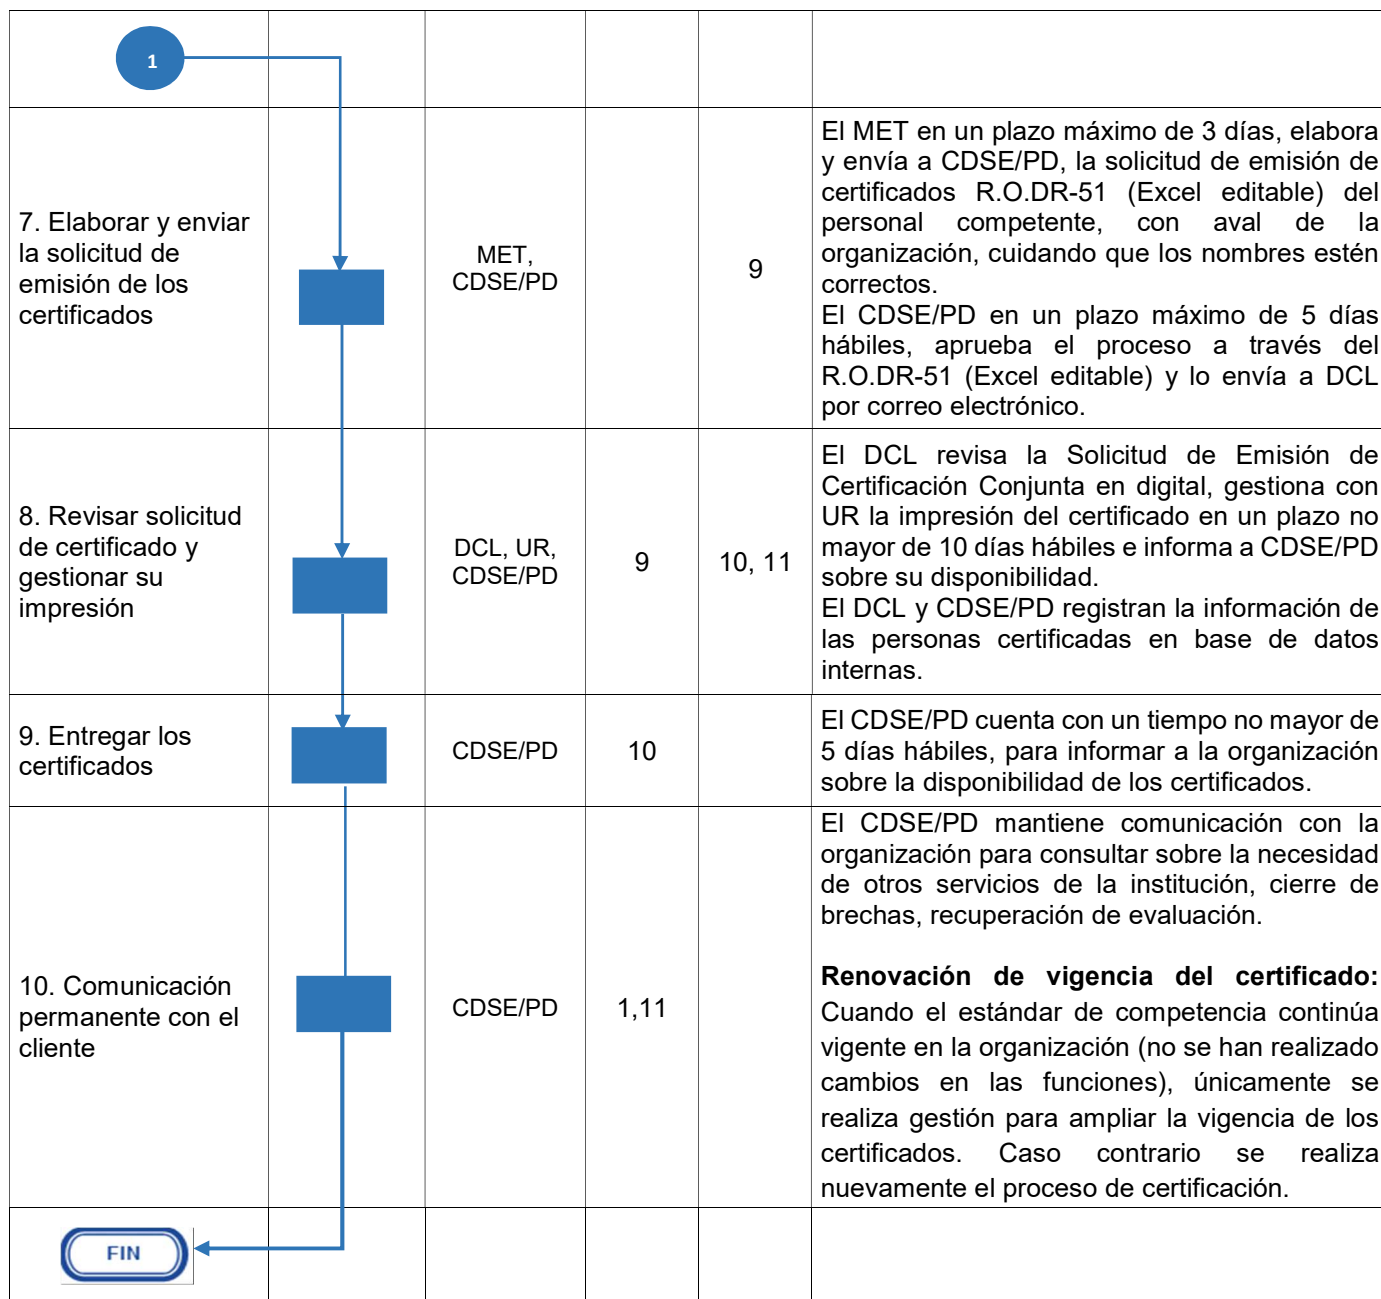 1
7. Elaborar y enviar
la solicitud de
emisión de los
certificados
MET,
CDSE/PD
9
El MET en un plazo máximo de 3 días, elabora
y envía a CDSE/PD, la solicitud de emisión de
certificados R.O.DR-51 (Excel editable) del
personal competente, con aval de la
organización, cuidando que los nombres estén
correctos.
El CDSE/PD en un plazo máximo de 5 días
hábiles, aprueba el proceso a través del
R.O.DR-51 (Excel editable) y lo envía a DCL
por correo electrónico.
8. Revisar solicitud
de certificado y
gestionar su
impresión
DCL, UR,
CDSE/PD
9
10, 11
El DCL revisa la Solicitud de Emisión de
Certificación Conjunta en digital, gestiona con
UR la impresión del certificado en un plazo no
mayor de 10 días hábiles e informa a CDSE/PD
sobre su disponibilidad.
El DCL y CDSE/PD registran la información de
las personas certificadas en base de datos
internas.
9. Entregar los
certificados
CDSE/PD
10
El CDSE/PD cuenta con un tiempo no mayor de
5 días hábiles, para informar a la organización
sobre la disponibilidad de los certificados.
10. Comunicación
permanente con el
cliente
CDSE/PD
1,11
El CDSE/PD mantiene comunicación con la
organización para consultar sobre la necesidad
de otros servicios de la institución, cierre de
brechas, recuperación de evaluación.
Renovación de vigencia del certificado:
Cuando el estándar de competencia continúa
vigente en la organización (no se han realizado
cambios en las funciones), únicamente se
realiza gestión para ampliar la vigencia de los
certificados. Caso contrario se realiza
nuevamente el proceso de certificación.
FIN